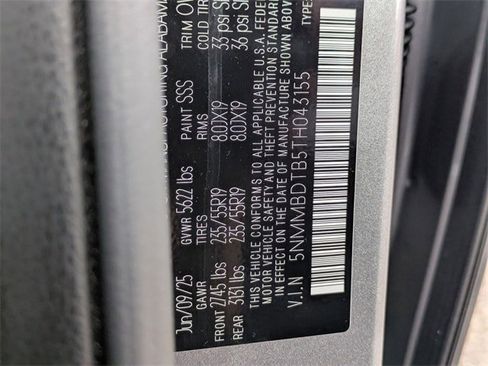 MANUFACTURING ALABAMA
Jun/09/25 GVWR 5622 lbs PAINT SSS TRIM
GAWR TIRES RIMS COLD
FRONT 2745 lbs 235/55R19 8.0JX19 33 psi
REAR 3131 lbs 235/55R19 8.0JX19 36 psi
THIS VEHICLE CONFORMS TO ALL APPLICABLE U.S.A. FEDE
MOTOR VEHICLE SAFETY AND THEFT PREVENTION STANDAR
IN EFFECT ON THE DATE OF MANUFACTURE SHOWN ABOVE
V.I.N 5NMMBDTB5TH043155